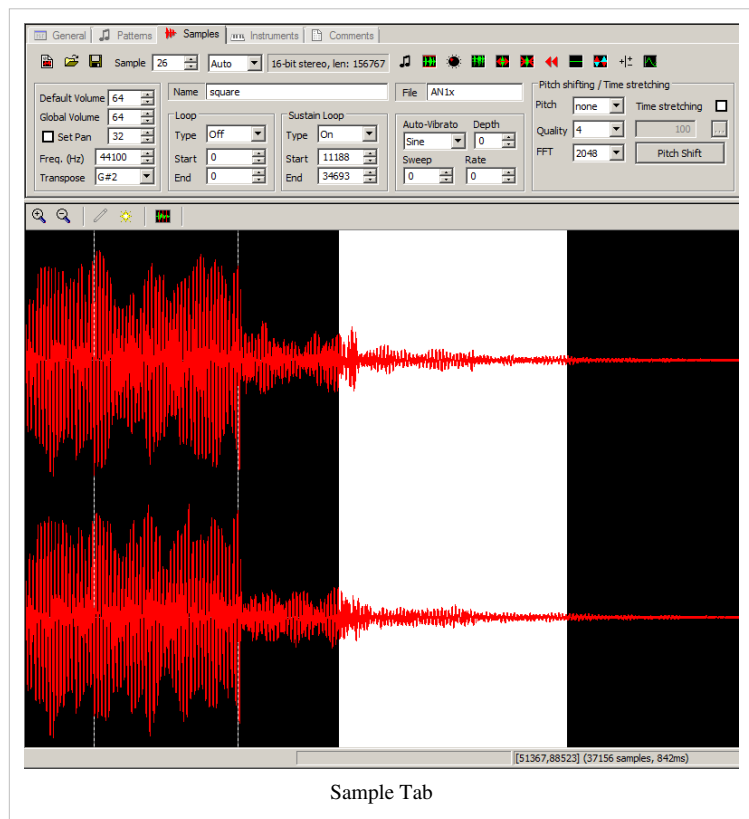 General Patterns Samples Instruments Comments
Sample 26 Auto 16-bit stereo, len: 156767
Default Volume 64
Global Volume 64
Set Pan 32
Freq. (Hz) 44100
Transpose G#2
Name square
Loop
Type Off
Start 0
End 0
Sustain Loop
Type On
Start 11188
End 34693
File AN1x
Auto-Vibrato Depth
Sine 0
Sweep Rate
0 0
Pitch shifting / Time stretching
Pitch none Time stretching
Quality 4 100 ...
FFT 2048 Pitch Shift
[51367,88523] (37156 samples, 842ms)
Sample Tab